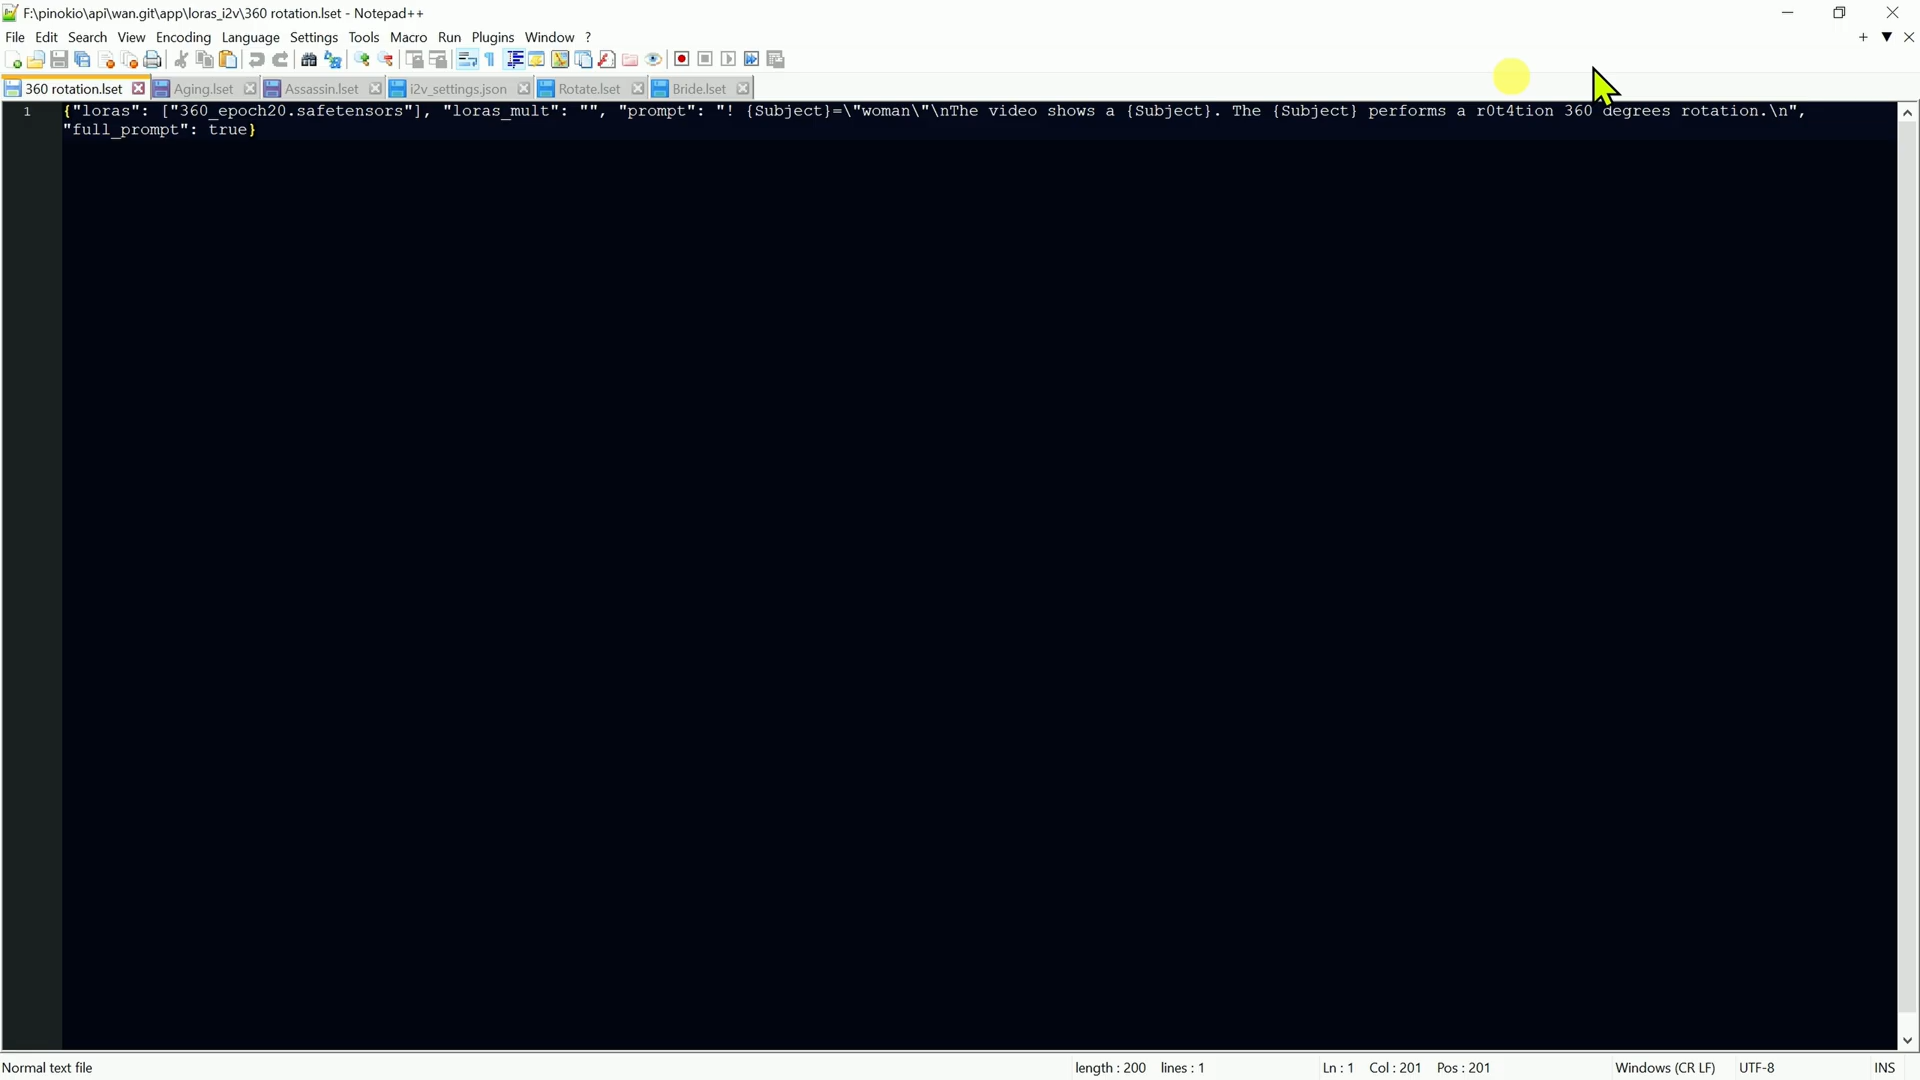 F:\pinokio\api\wan.git\app\loras_i2v\360 rotation.lset - Notepad++
File Edit Search View Encoding Language Settings Tools Macro Run Plugins Window ?
360 rotation.lset Aging.lset Assassin.lset i2v_settings.json Rotate.lset Bride.lset
1 {"loras": ["360_epoch20.safetensors"], "loras_mult": "", "prompt": "! {Subject}=\"woman\"\nThe video shows a {Subject}. The {Subject} performs a r0t4tion 360 degrees rotation.\n",
"full_prompt": true}
Normal text file length : 200 lines : 1 Ln : 1 Col : 201 Pos : 201 Windows (CR LF) UTF-8 INS